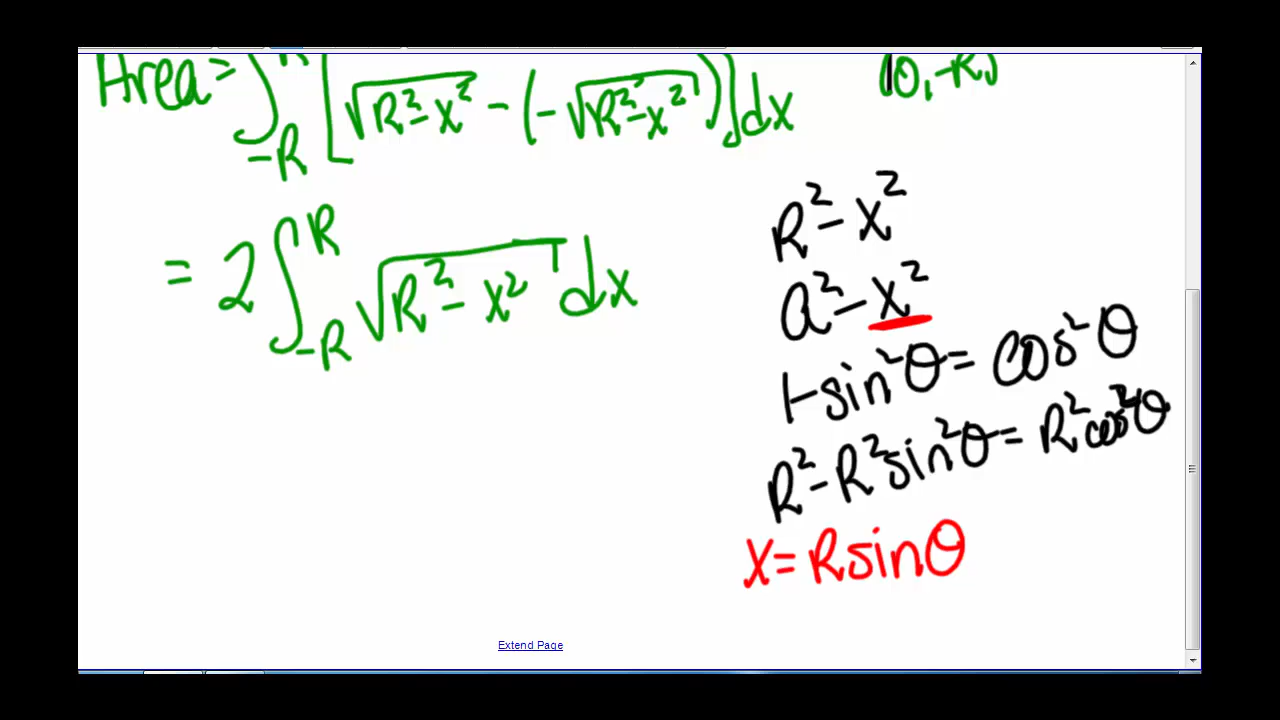 Area = ∫_{-R}^{R} [√(R² - x²) - (-√(R² - x²))] dx
(0, -R)
= 2 ∫_{-R}^{R} √(R² - x²) dx
R² - x²
a² - x²
1 - sin²θ = cos²θ
R² - R²sin²θ = R²cos²θ
x = Rsinθ
Extend Page